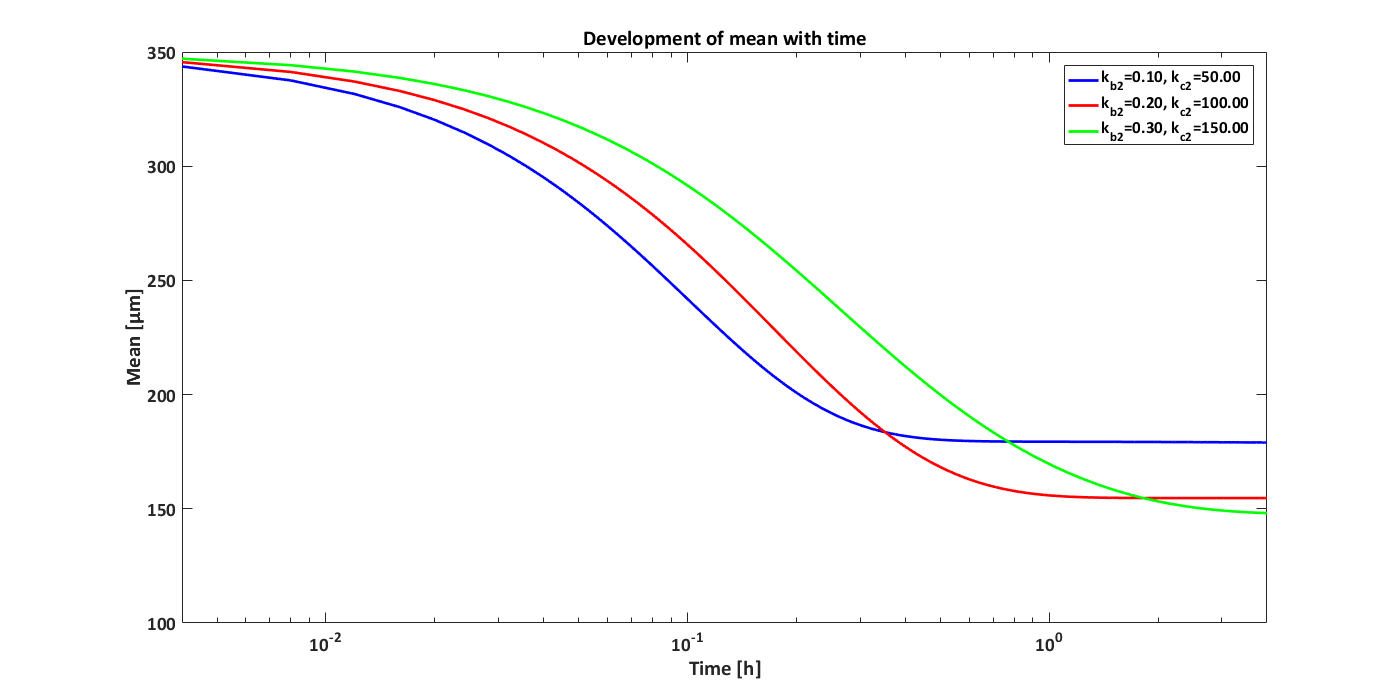 Development of mean with time
350
300
250
200
150
100
Mean [µm]
k_b2=0.10, k_c2=50.00
k_b2=0.20, k_c2=100.00
k_b2=0.30, k_c2=150.00
10^-2
10^-1
10^0
Time [h]